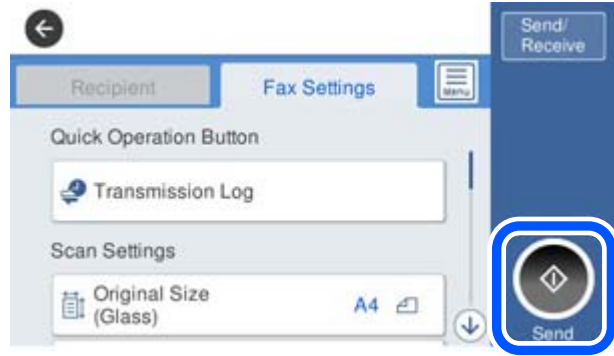 Send/
Receive
Recipient
Fax Settings
Menu
Quick Operation Button
Transmission Log
Scan Settings
Original Size
(Glass)
A4
Send